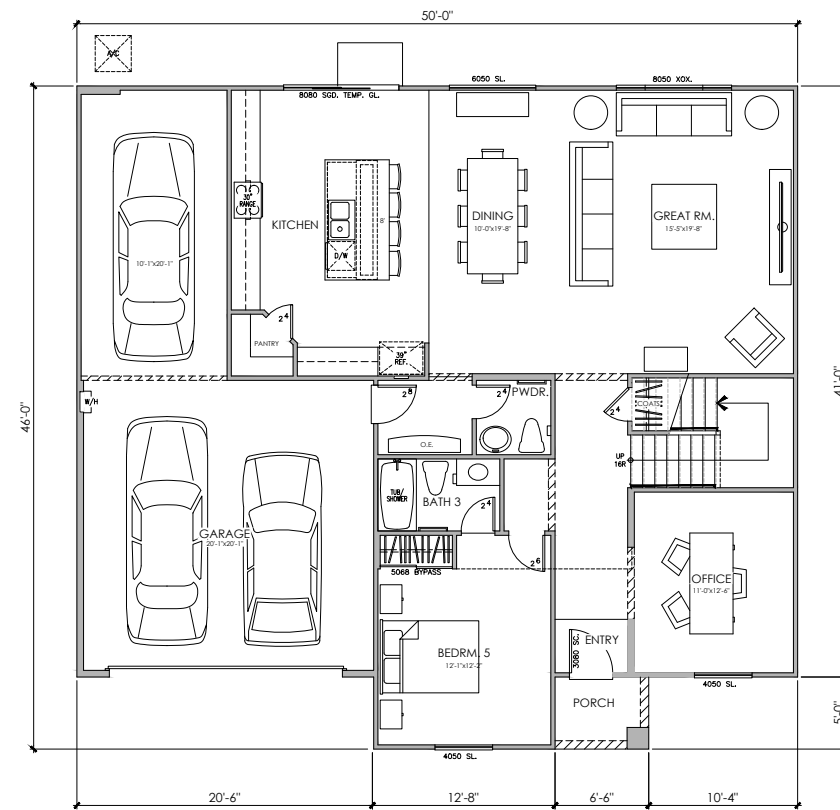 50'-0"
A/C
6050 SL.
8050 XOX.
8080 SGD. TEMP. GL.
30"
RANGE
KITCHEN
8'
D/W
DINING
10'-0"x19'-8"
GREAT RM.
15'-5"x19'-8"
10'-1"x20'-1"
2⁴
PANTRY
39"
REF.
41'-0"
46'-0"
W/H
2⁸
2⁴
PWDR.
COATS
2⁴
O.E.
UP
16R
TUB/
SHOWER
BATH 3
2⁴
GARAGE
20'-1"x20'-1"
2⁶
5068 BYPASS
OFFICE
11'-0"x12'-6"
ENTRY
3080 SC.
BEDRM. 5
12'-1"x12'-2"
4050 SL.
PORCH
5'-0"
4050 SL.
20'-6"
12'-8"
6'-6"
10'-4"